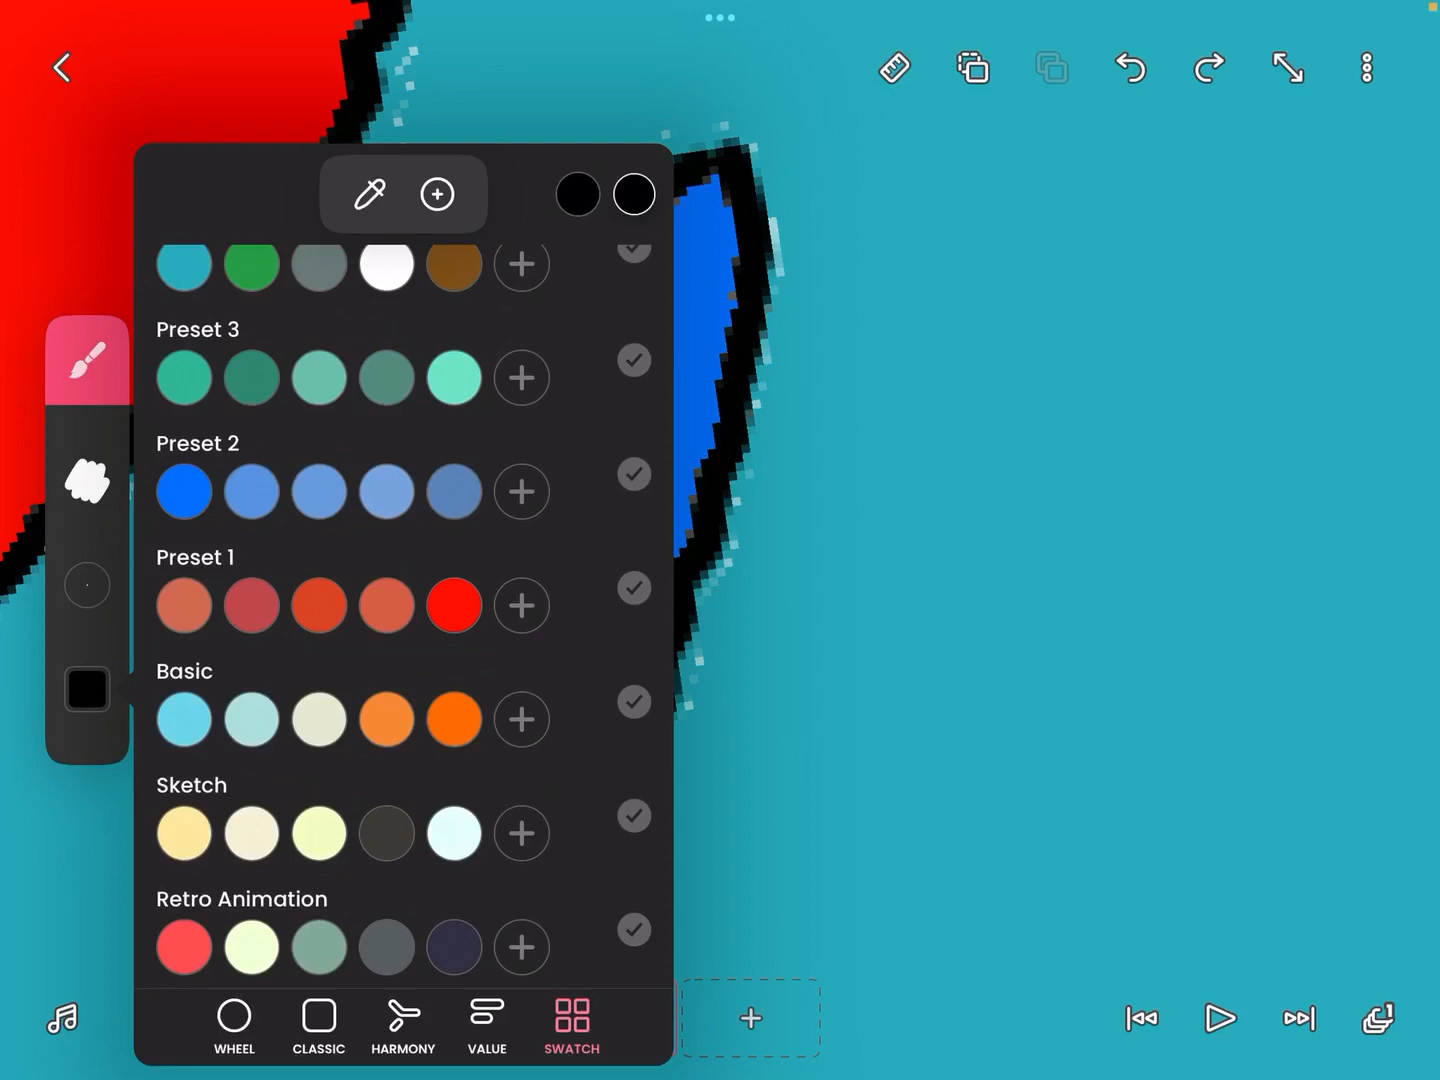 Preset 3
Preset 2
Preset 1
Basic
Sketch
Retro Animation
WHEEL
CLASSIC
HARMONY
VALUE
SWATCH